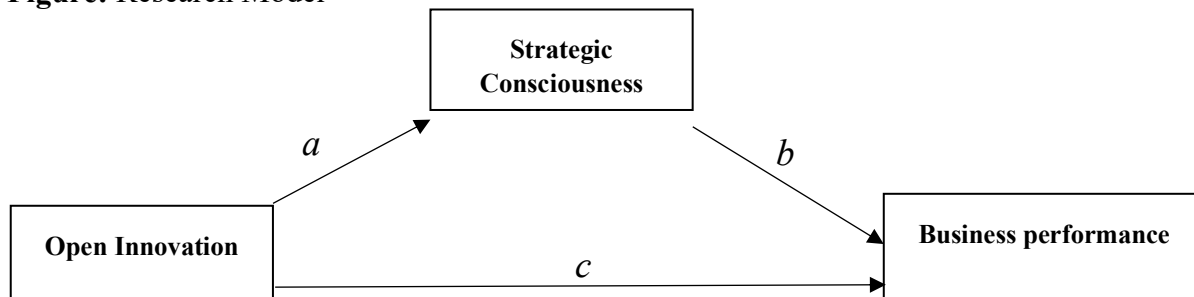 Figure: Research Model
Strategic
Consciousness
a
b
Open Innovation
Business performance
c